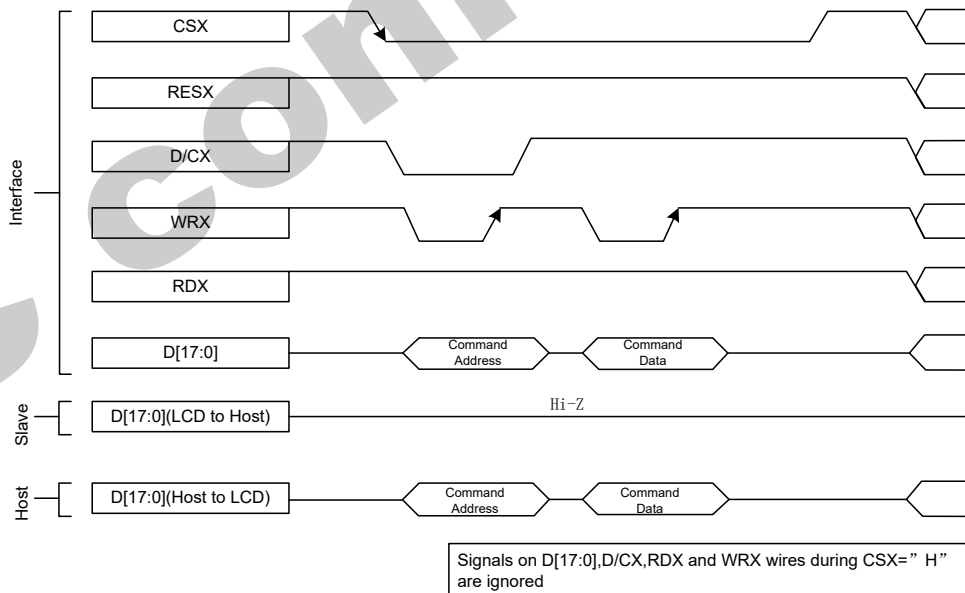 Interface
CSX
RESX
D/CX
WRX
RDX
D[17:0]
Command
Address
Command
Data
Slave
D[17:0](LCD to Host)
Hi-Z
Host
D[17:0](Host to LCD)
Command
Address
Command
Data
Signals on D[17:0],D/CX,RDX and WRX wires during CSX=” H”
are ignored
com